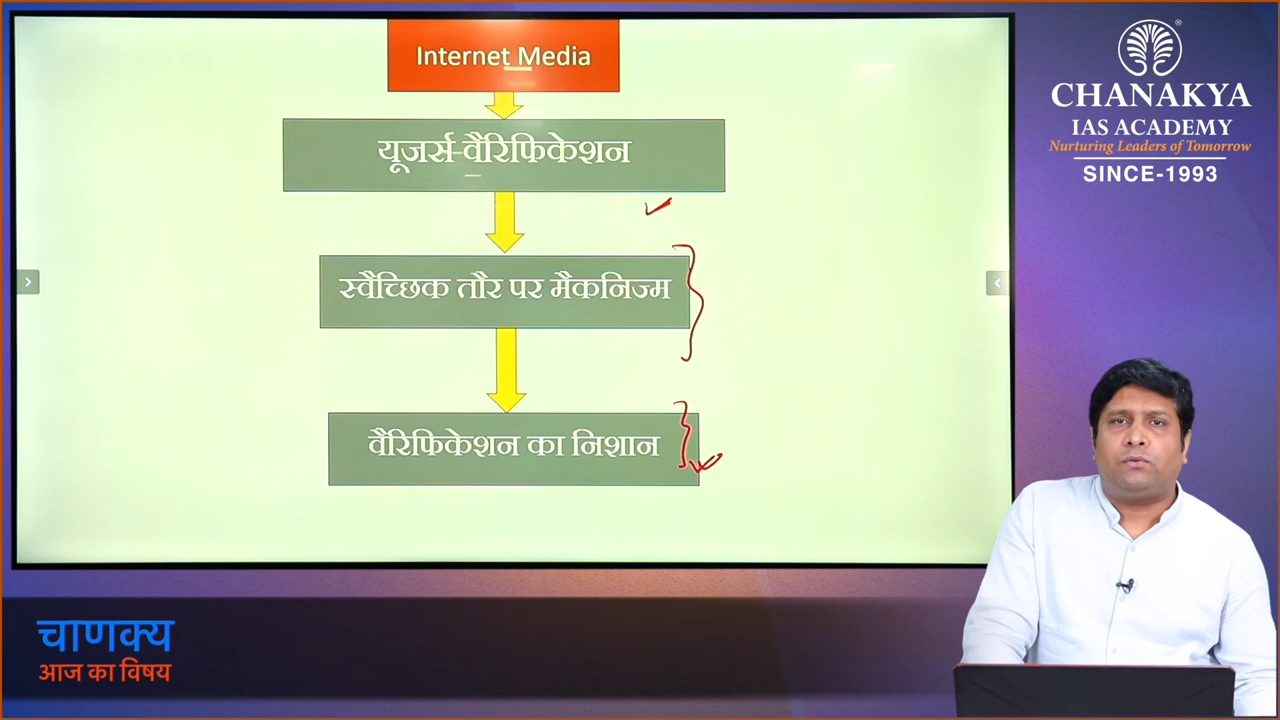 Internet Media
यूजर्स-वैरिफिकेशन
स्वैच्छिक तौर पर मैकनिज्म
वैरिफिकेशन का निशान
CHANAKYA
IAS ACADEMY
Nurturing Leaders of Tomorrow
SINCE-1993
चाणक्य
आज का विषय